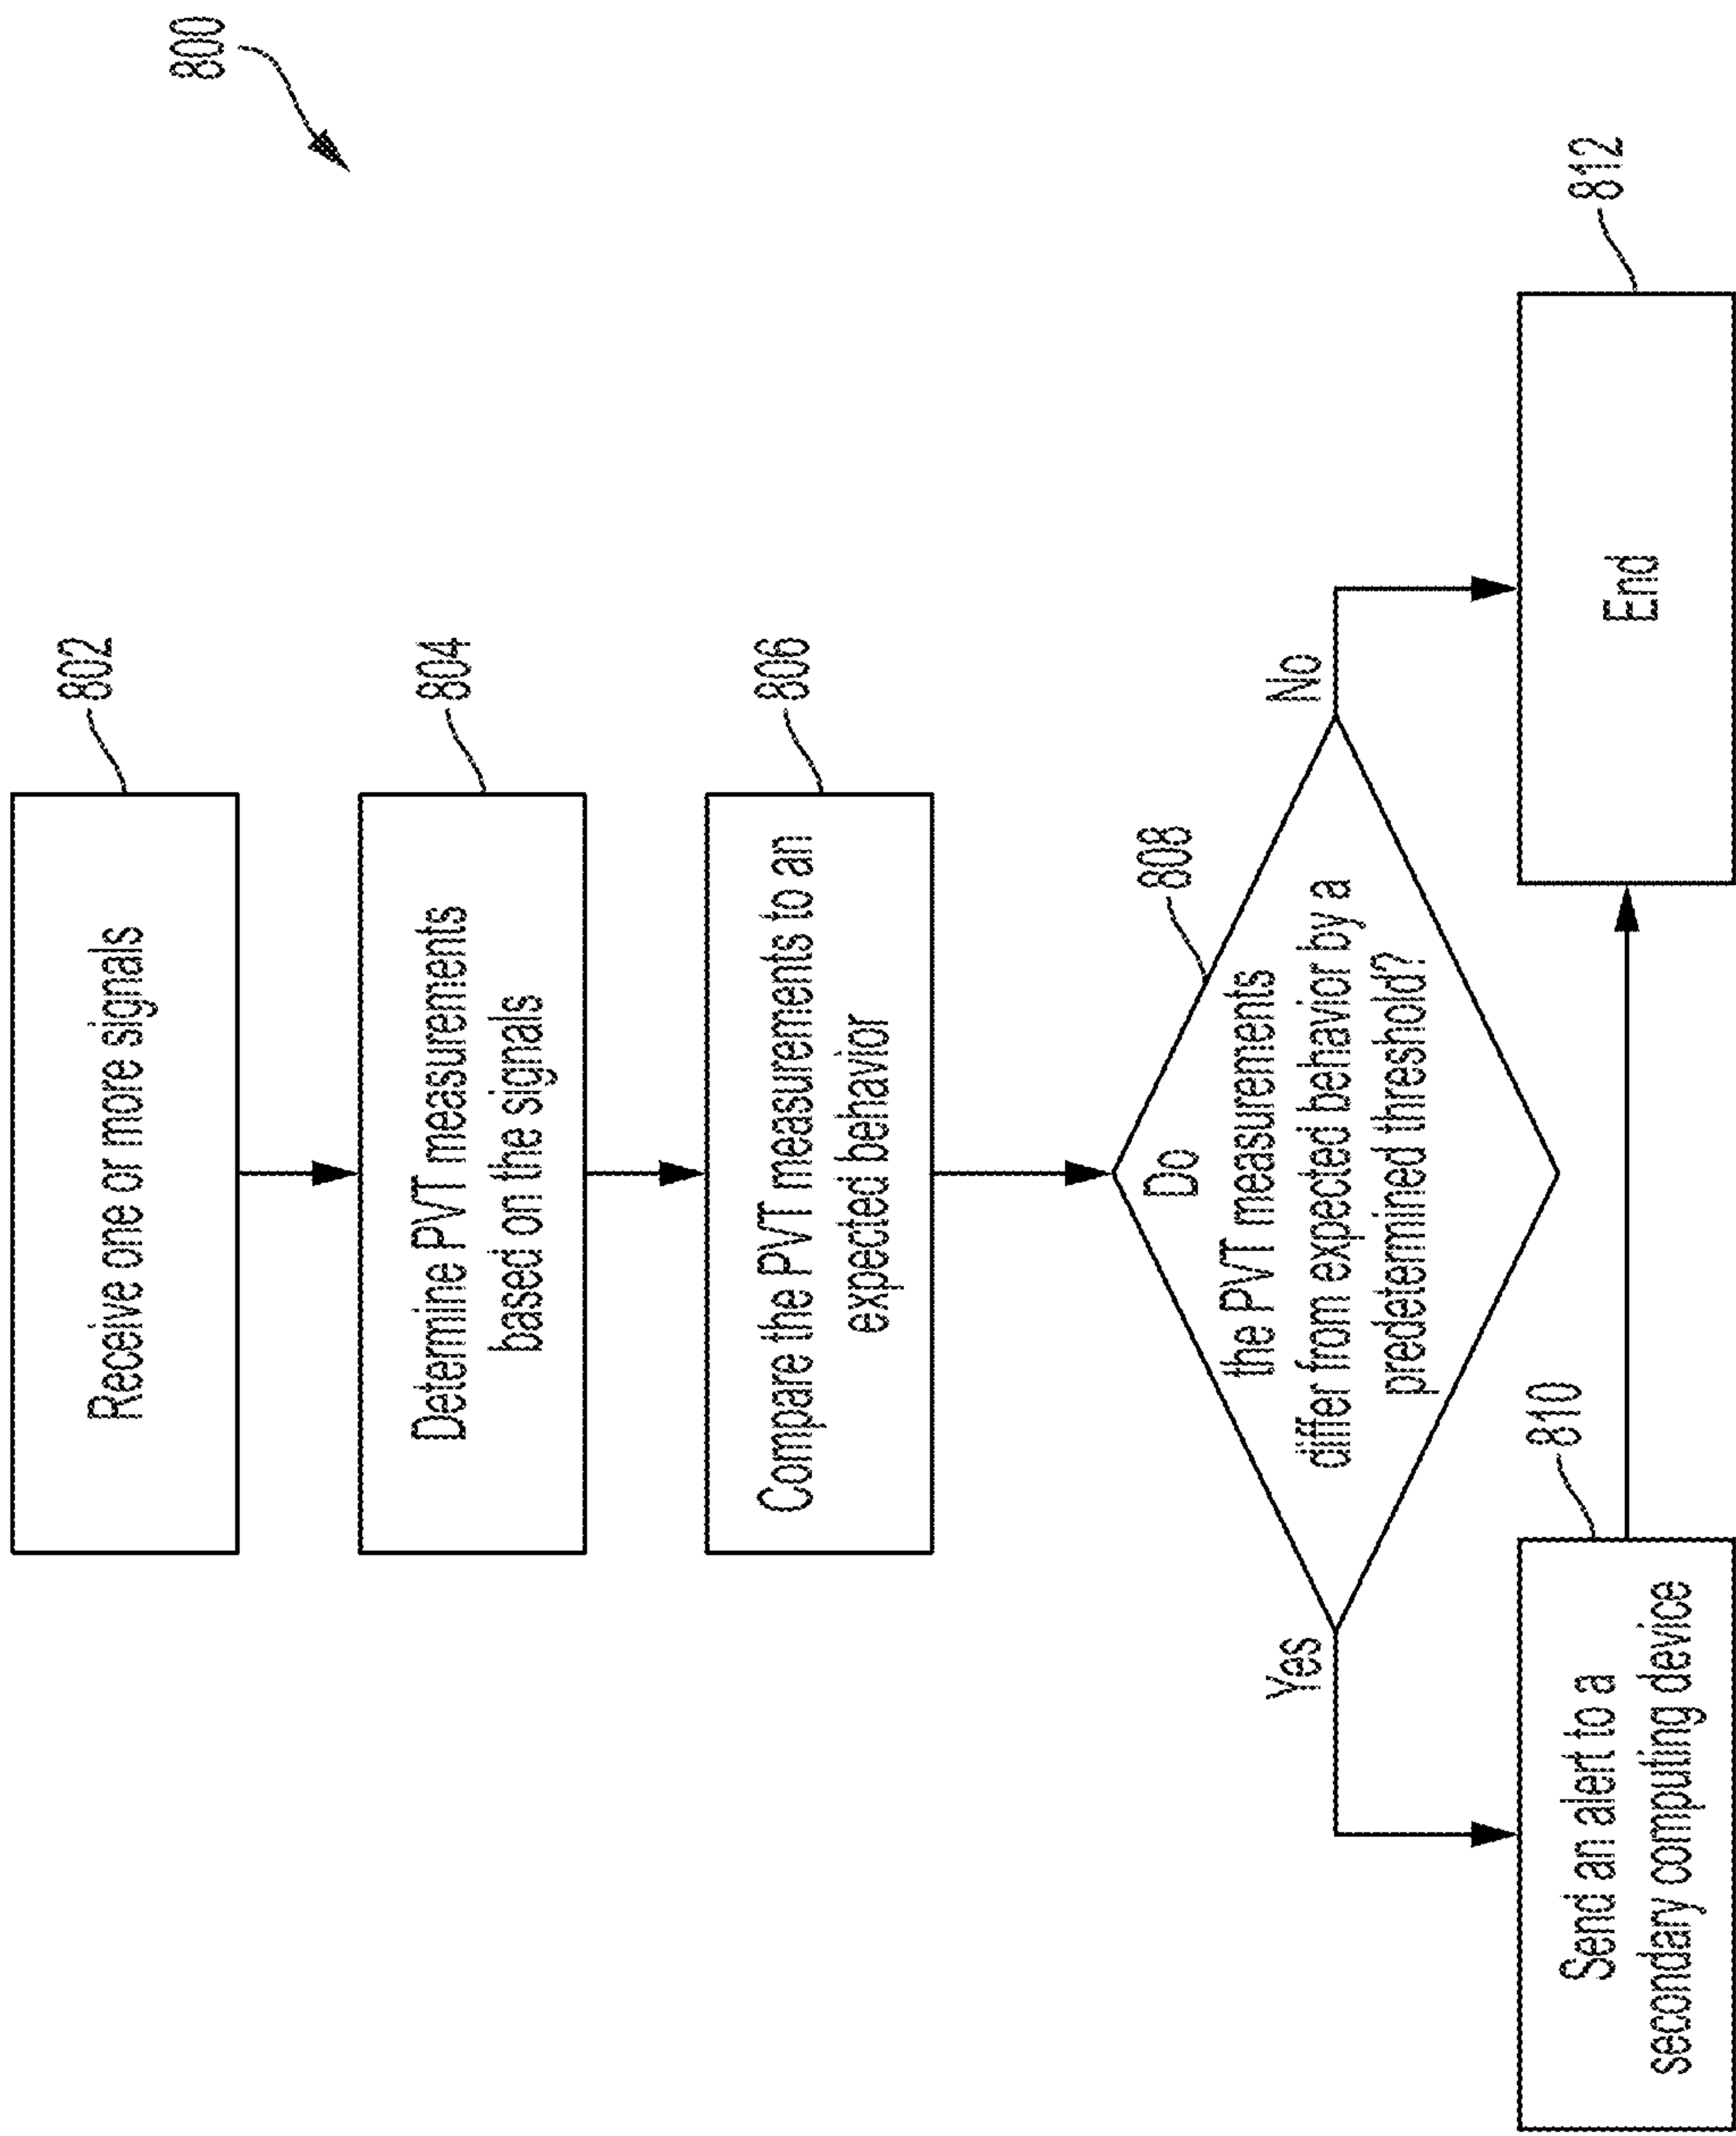 800
802
Receive one or more signals
804
Determine PVT measurements
based on the signals
806
Compare the PVT measurements to an
expected behavior
808
Do
the PVT measurements
differ from expected behavior by a
predetermined threshold?
Yes
No
810
Send an alert to a
secondary computing device
812
End